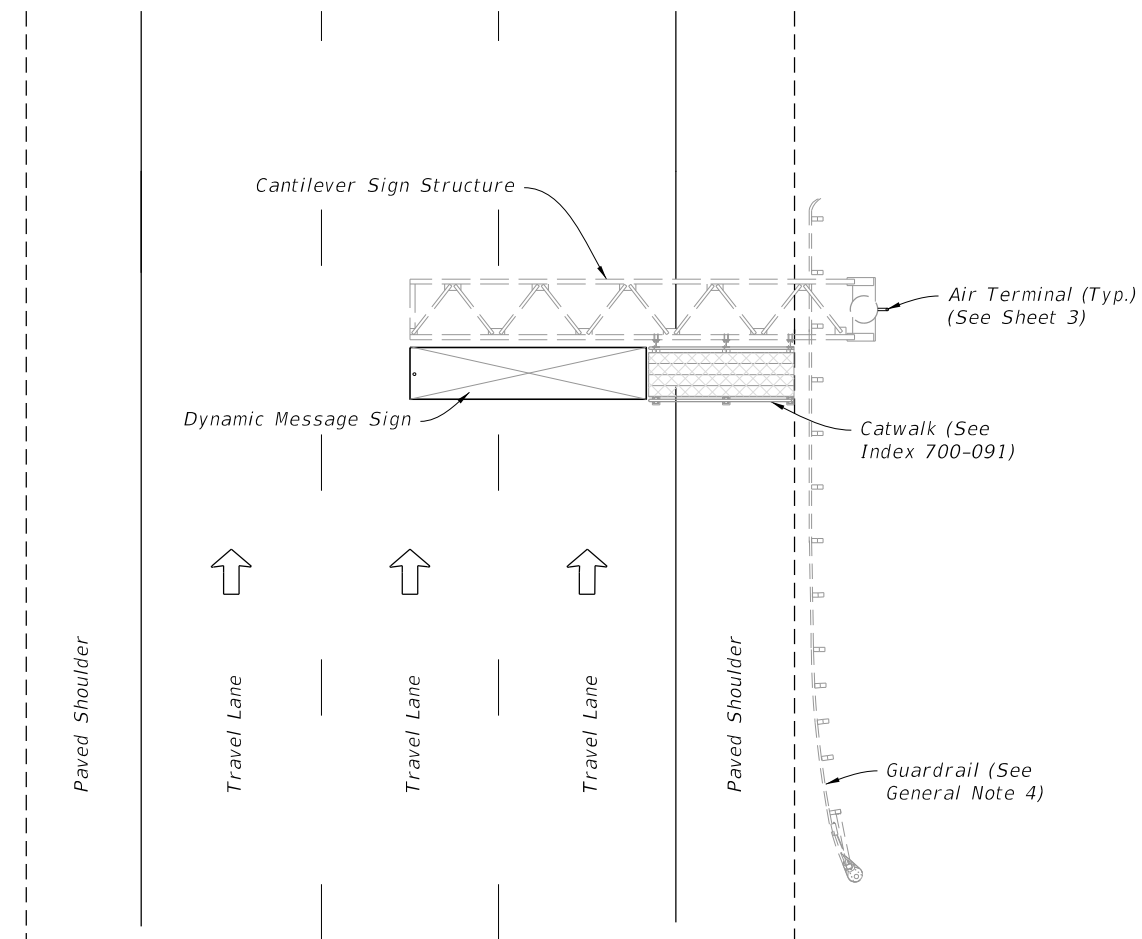 Cantilever Sign Structure
Air Terminal (Typ.)
(See Sheet 3)
Dynamic Message Sign
Catwalk (See
Index 700-091)
Paved Shoulder
Travel Lane
Travel Lane
Travel Lane
Paved Shoulder
Guardrail (See
General Note 4)